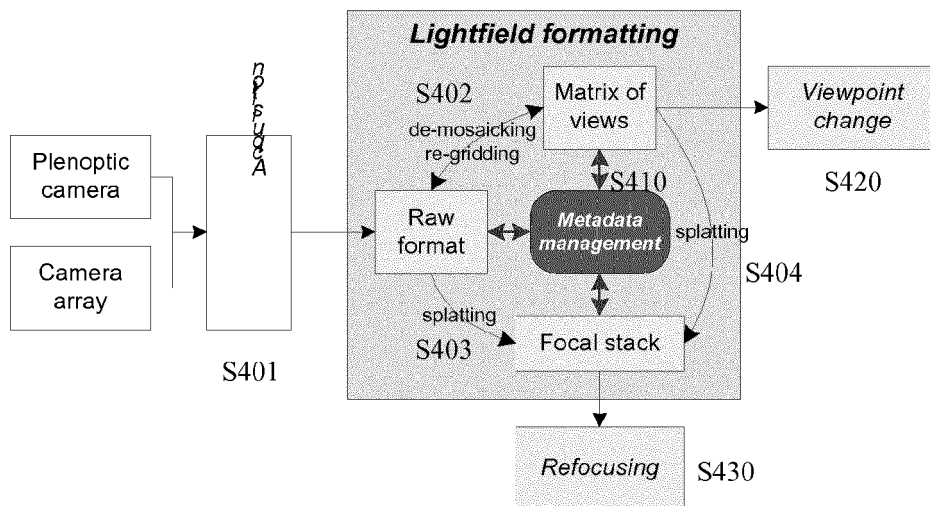 Lightfield formatting
Acquisition
S402
Matrix of
views
Viewpoint
change
de-mosaicking
re-gridding
Plenoptic
camera
S410
S420
Raw
format
Metadata
management
splatting
Camera
array
S404
splatting
S403
Focal stack
S401
Refocusing
S430